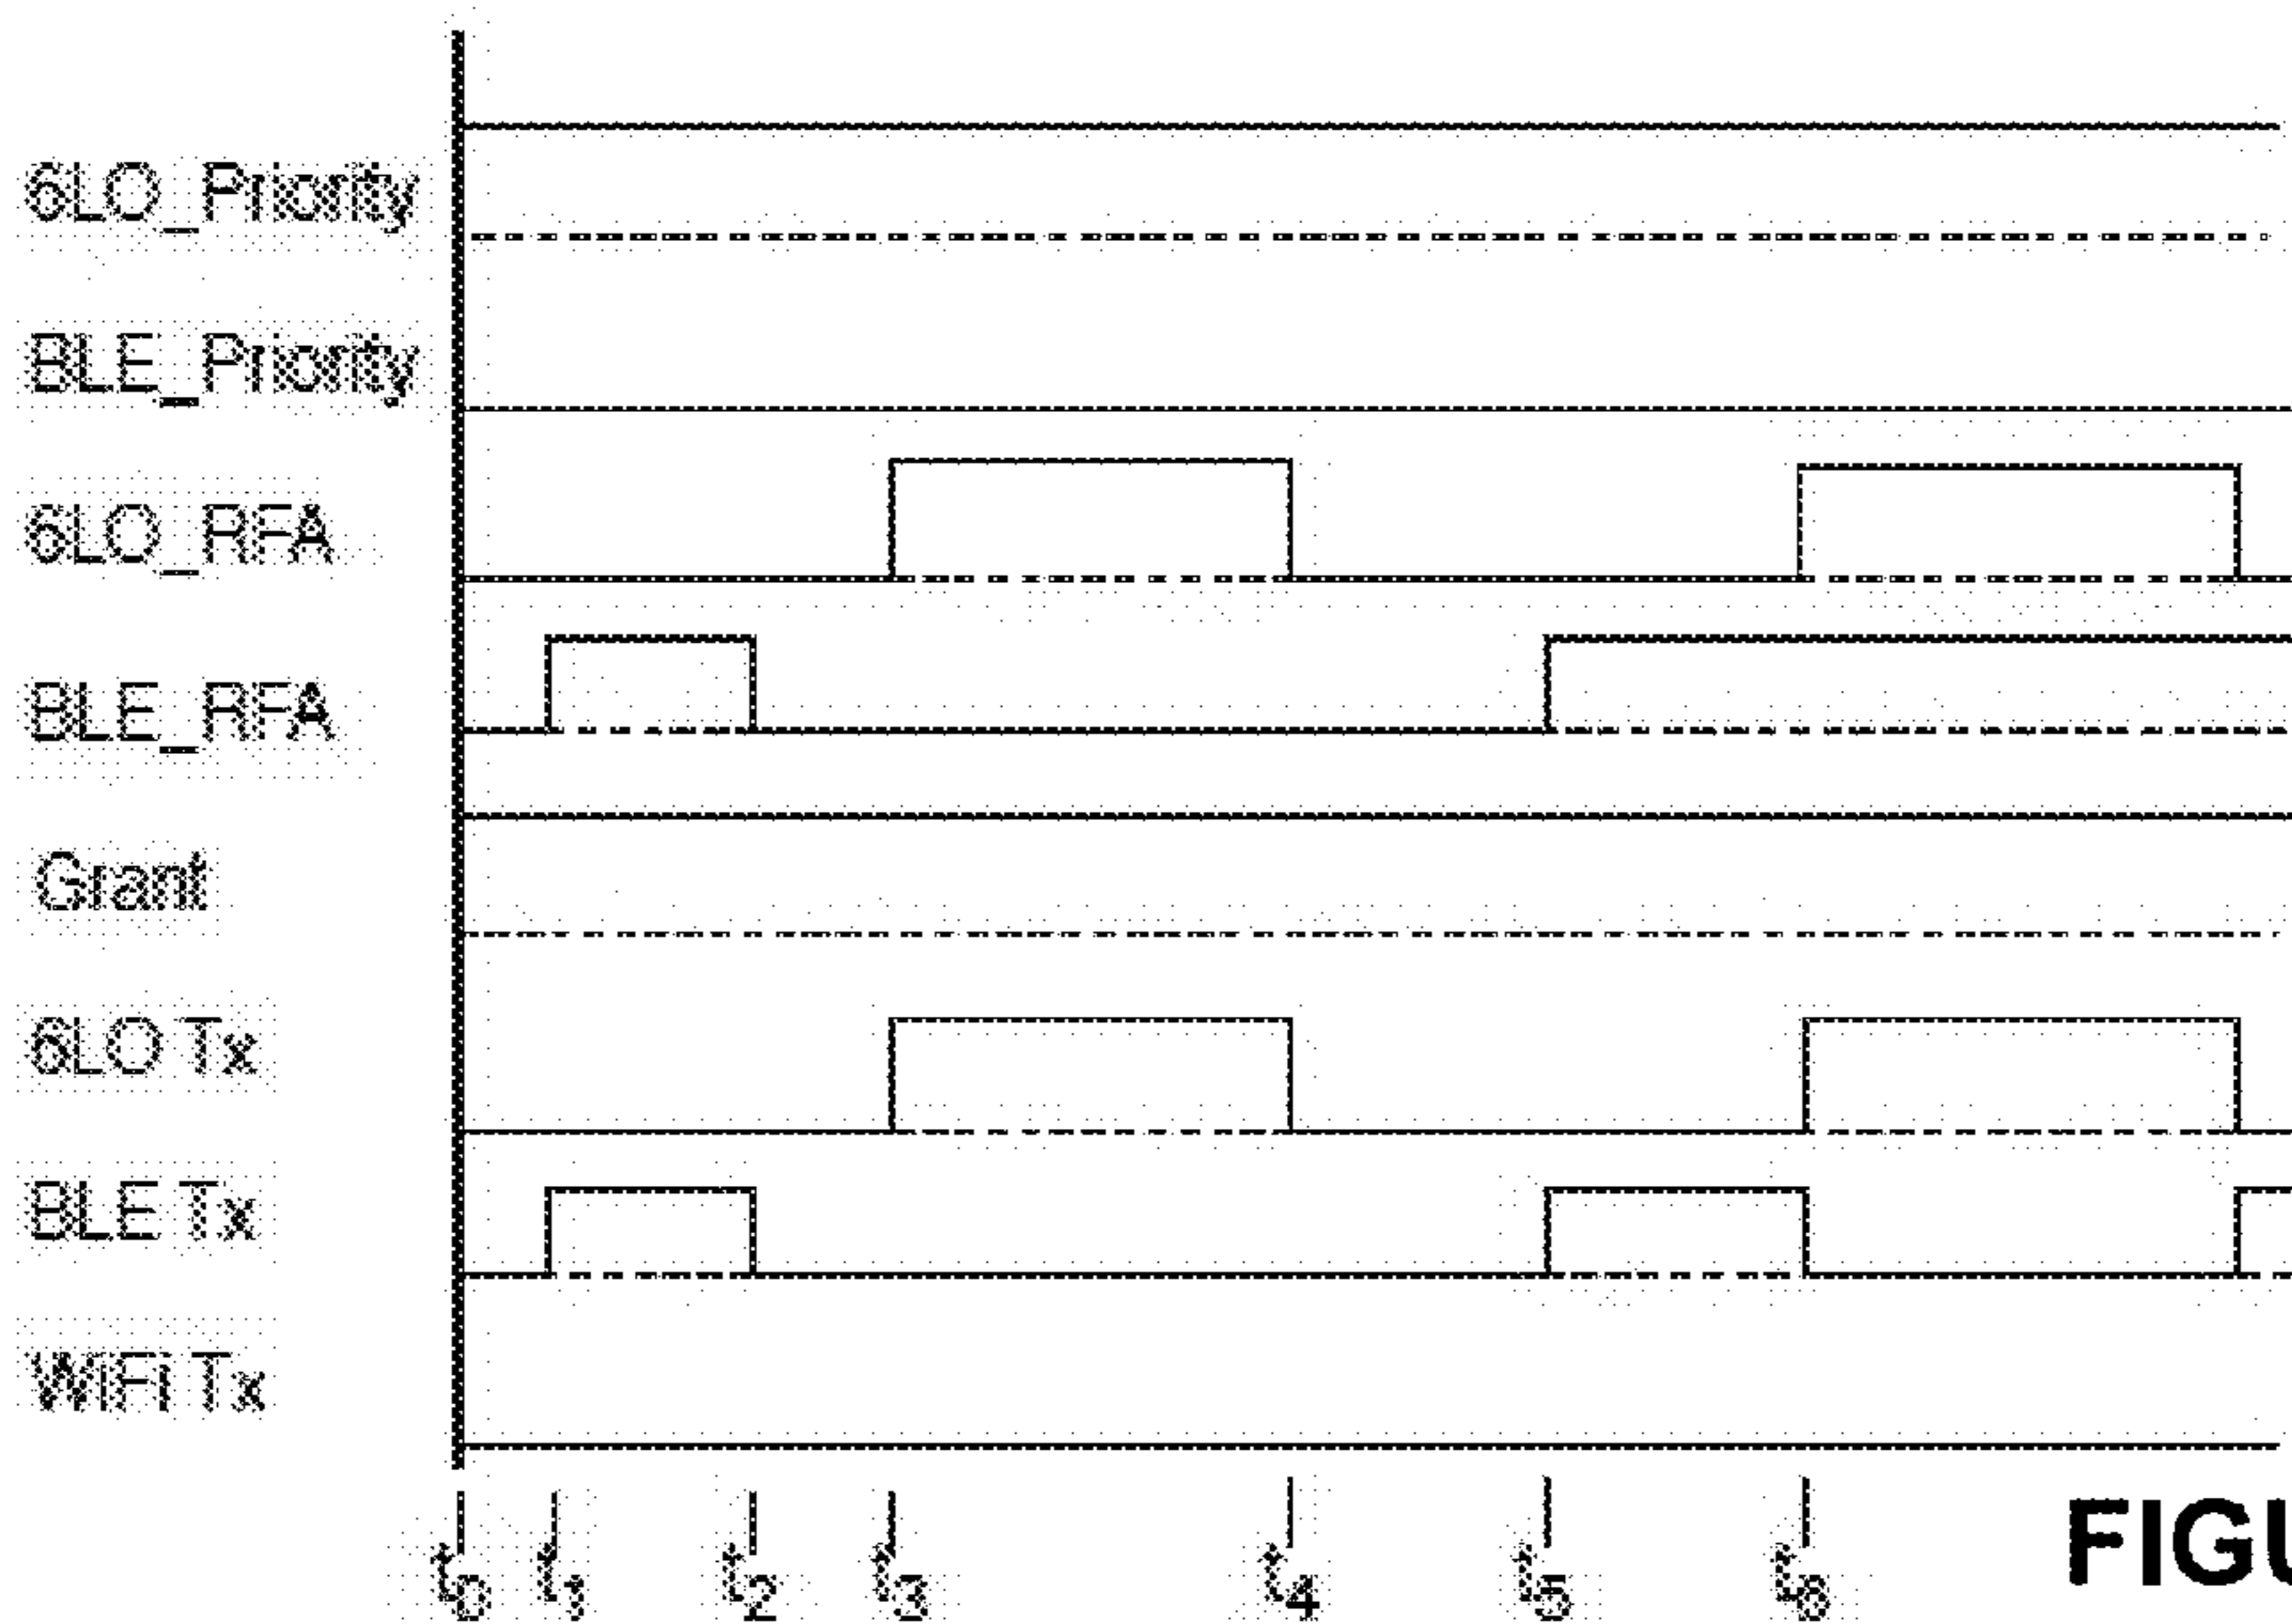 6LO_Priority
BLE_Priority
6LO_RFA
BLE_RFA
Grant
6LO Tx
BLE Tx
WiFi Tx
t0 t1 t2 t3 t4 t5 t6
FIGU